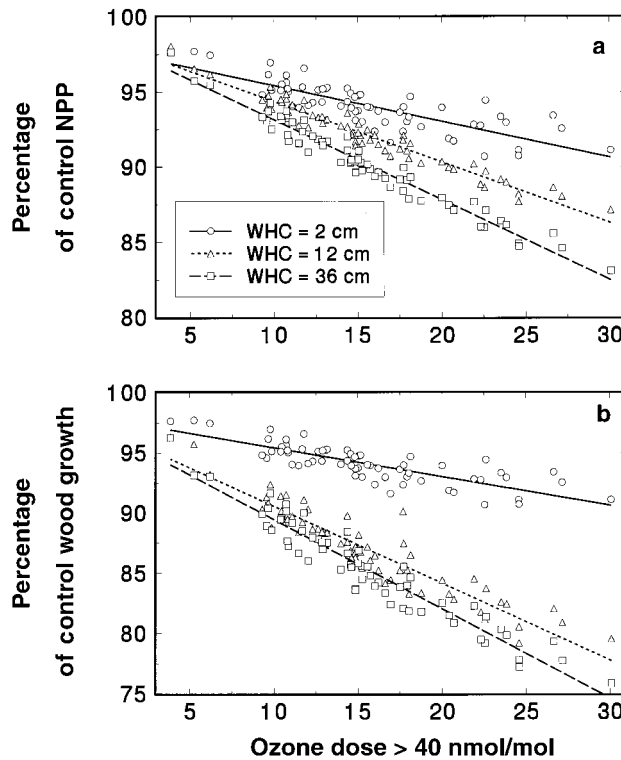 100
95
90
85
80
Percentage
of control NPP
a
WHC = 2 cm
WHC = 12 cm
WHC = 36 cm
5 10 15 20 25 30
100
95
90
85
80
75
Percentage
of control wood growth
b
5 10 15 20 25 30
Ozone dose > 40 nmol/mol